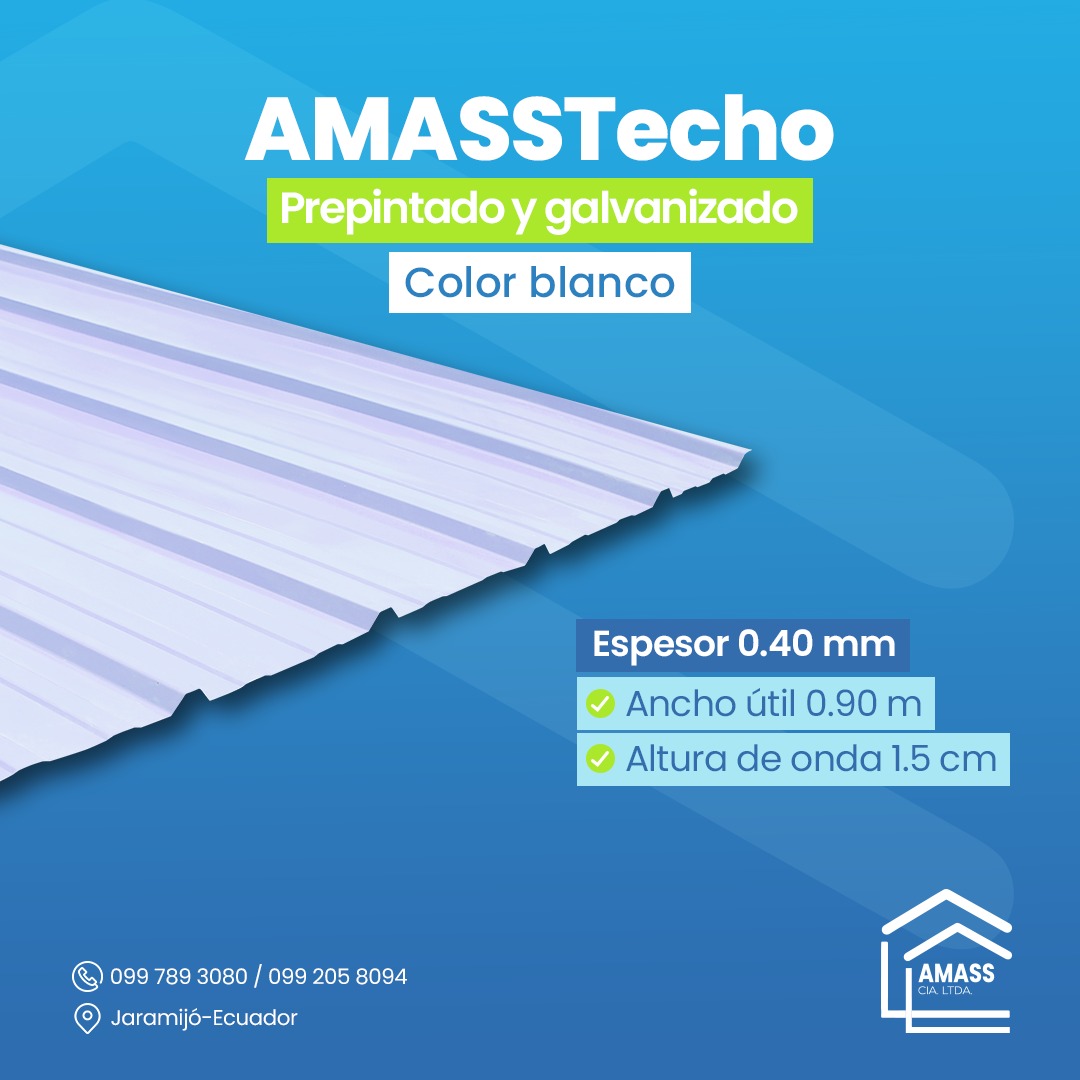 AMASSTecho
Prepintado y galvanizado
Color blanco
Espesor 0.40 mm
Ancho útil 0.90 m
Altura de onda 1.5 cm
099 789 3080 / 099 205 8094
Jaramijó-Ecuador
AMASS
CIA. LTDA.